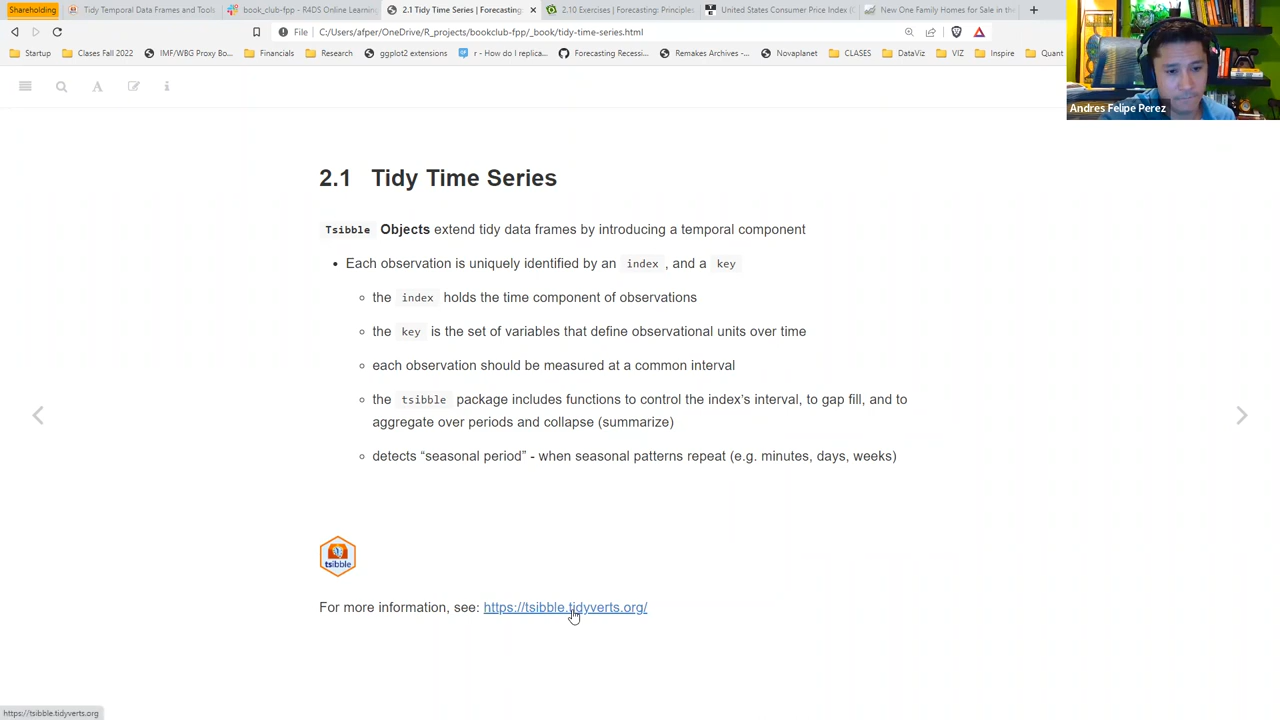 Shareholding
Tidy Temporal Data Frames and Tools
book_club-fpp - R4DS Online Learning
2.1 Tidy Time Series | Forecasting:
2.10 Exercises | Forecasting: Principles
United States Consumer Price Index (C
New One Family Homes for Sale in the
File
C:/Users/afper/OneDrive/R_projects/bookclub-fpp/_book/tidy-time-series.html
Startup
Clases Fall 2022
IMF/WBG Proxy Bo...
Financials
Research
ggplot2 extensions
r - How do I replica...
Forecasting Recessi...
Remakes Archives -...
Novaplanet
CLASES
DataViz
VIZ
Inspire
Quant
Andres Felipe Perez
2.1 Tidy Time Series
Tsibble Objects extend tidy data frames by introducing a temporal component
• Each observation is uniquely identified by an index , and a key
◦ the index holds the time component of observations
◦ the key is the set of variables that define observational units over time
◦ each observation should be measured at a common interval
◦ the tsibble package includes functions to control the index's interval, to gap fill, and to
aggregate over periods and collapse (summarize)
◦ detects “seasonal period” - when seasonal patterns repeat (e.g. minutes, days, weeks)
tsibble
For more information, see: https://tsibble.tidyverts.org/
https://tsibble.tidyverts.org